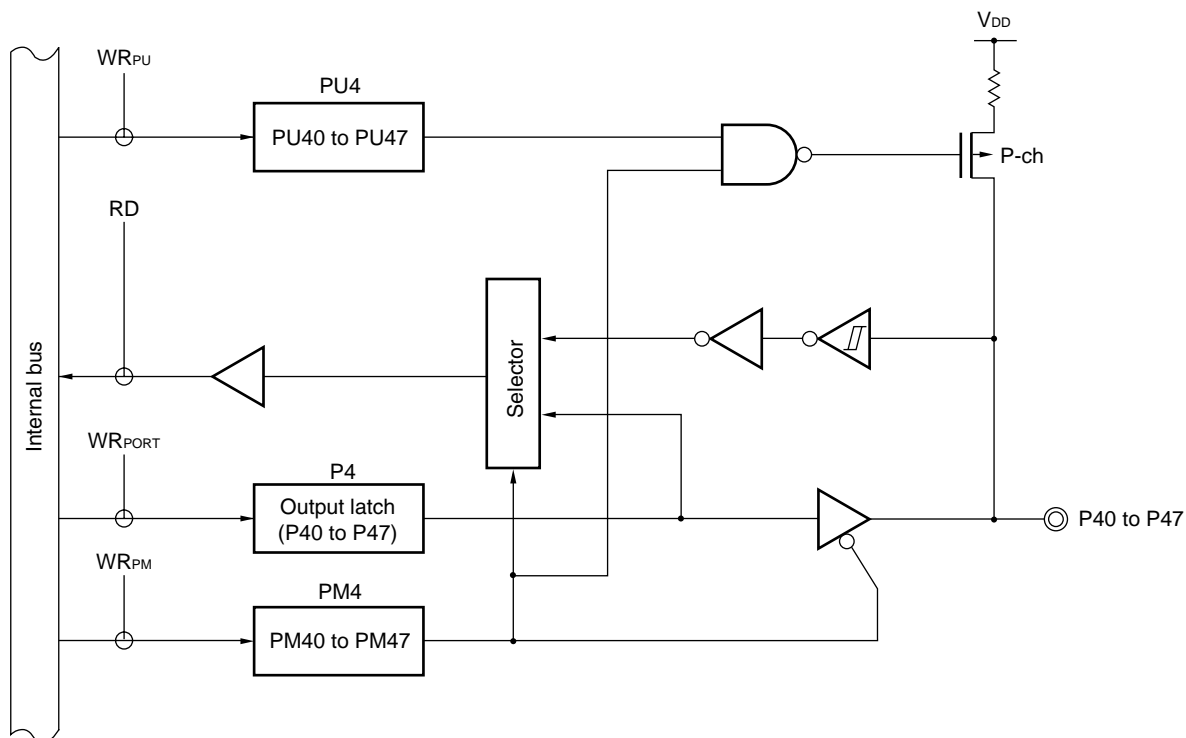 VDD
WRPU
PU4
PU40 to PU47
P-ch
RD
Internal bus
Selector
WRPORT
P4
Output latch
(P40 to P47)
P40 to P47
WRPM
PM4
PM40 to PM47